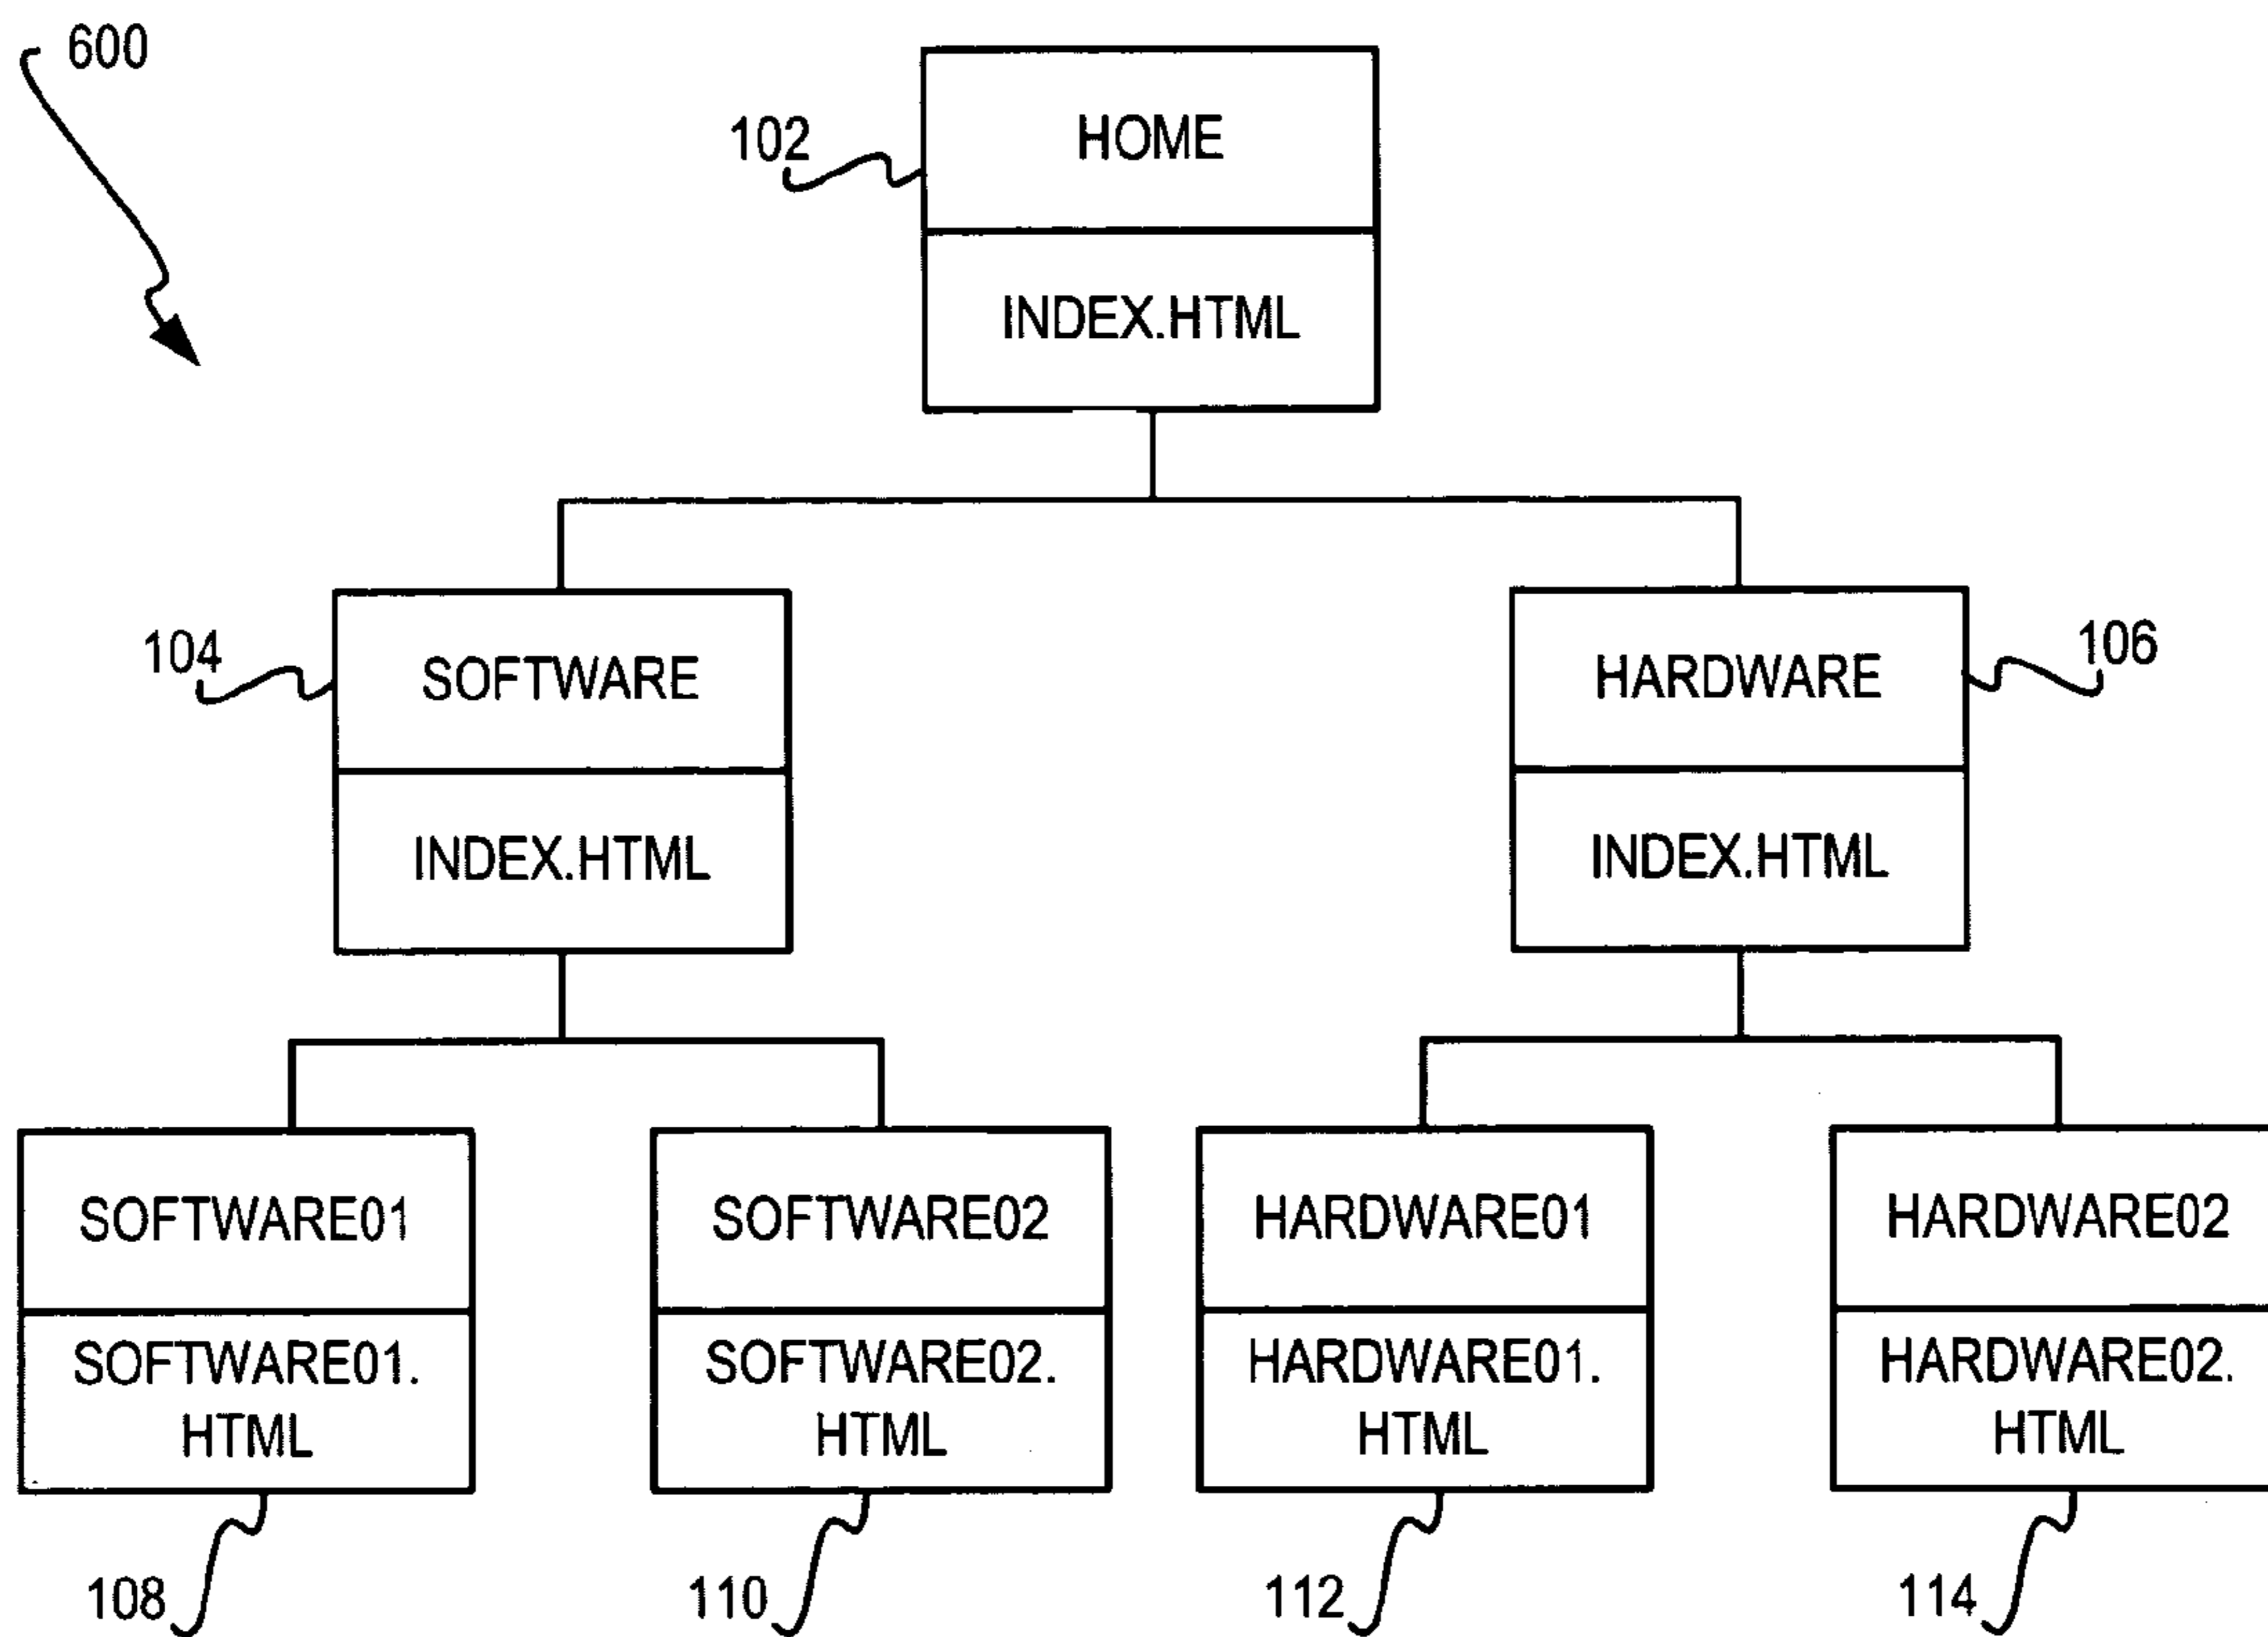 600
102
HOME
INDEX.HTML
104
SOFTWARE
INDEX.HTML
HARDWARE
106
INDEX.HTML
SOFTWARE01
SOFTWARE01.
HTML
SOFTWARE02
SOFTWARE02.
HTML
HARDWARE01
HARDWARE01.
HTML
HARDWARE02
HARDWARE02.
HTML
108
110
112
114